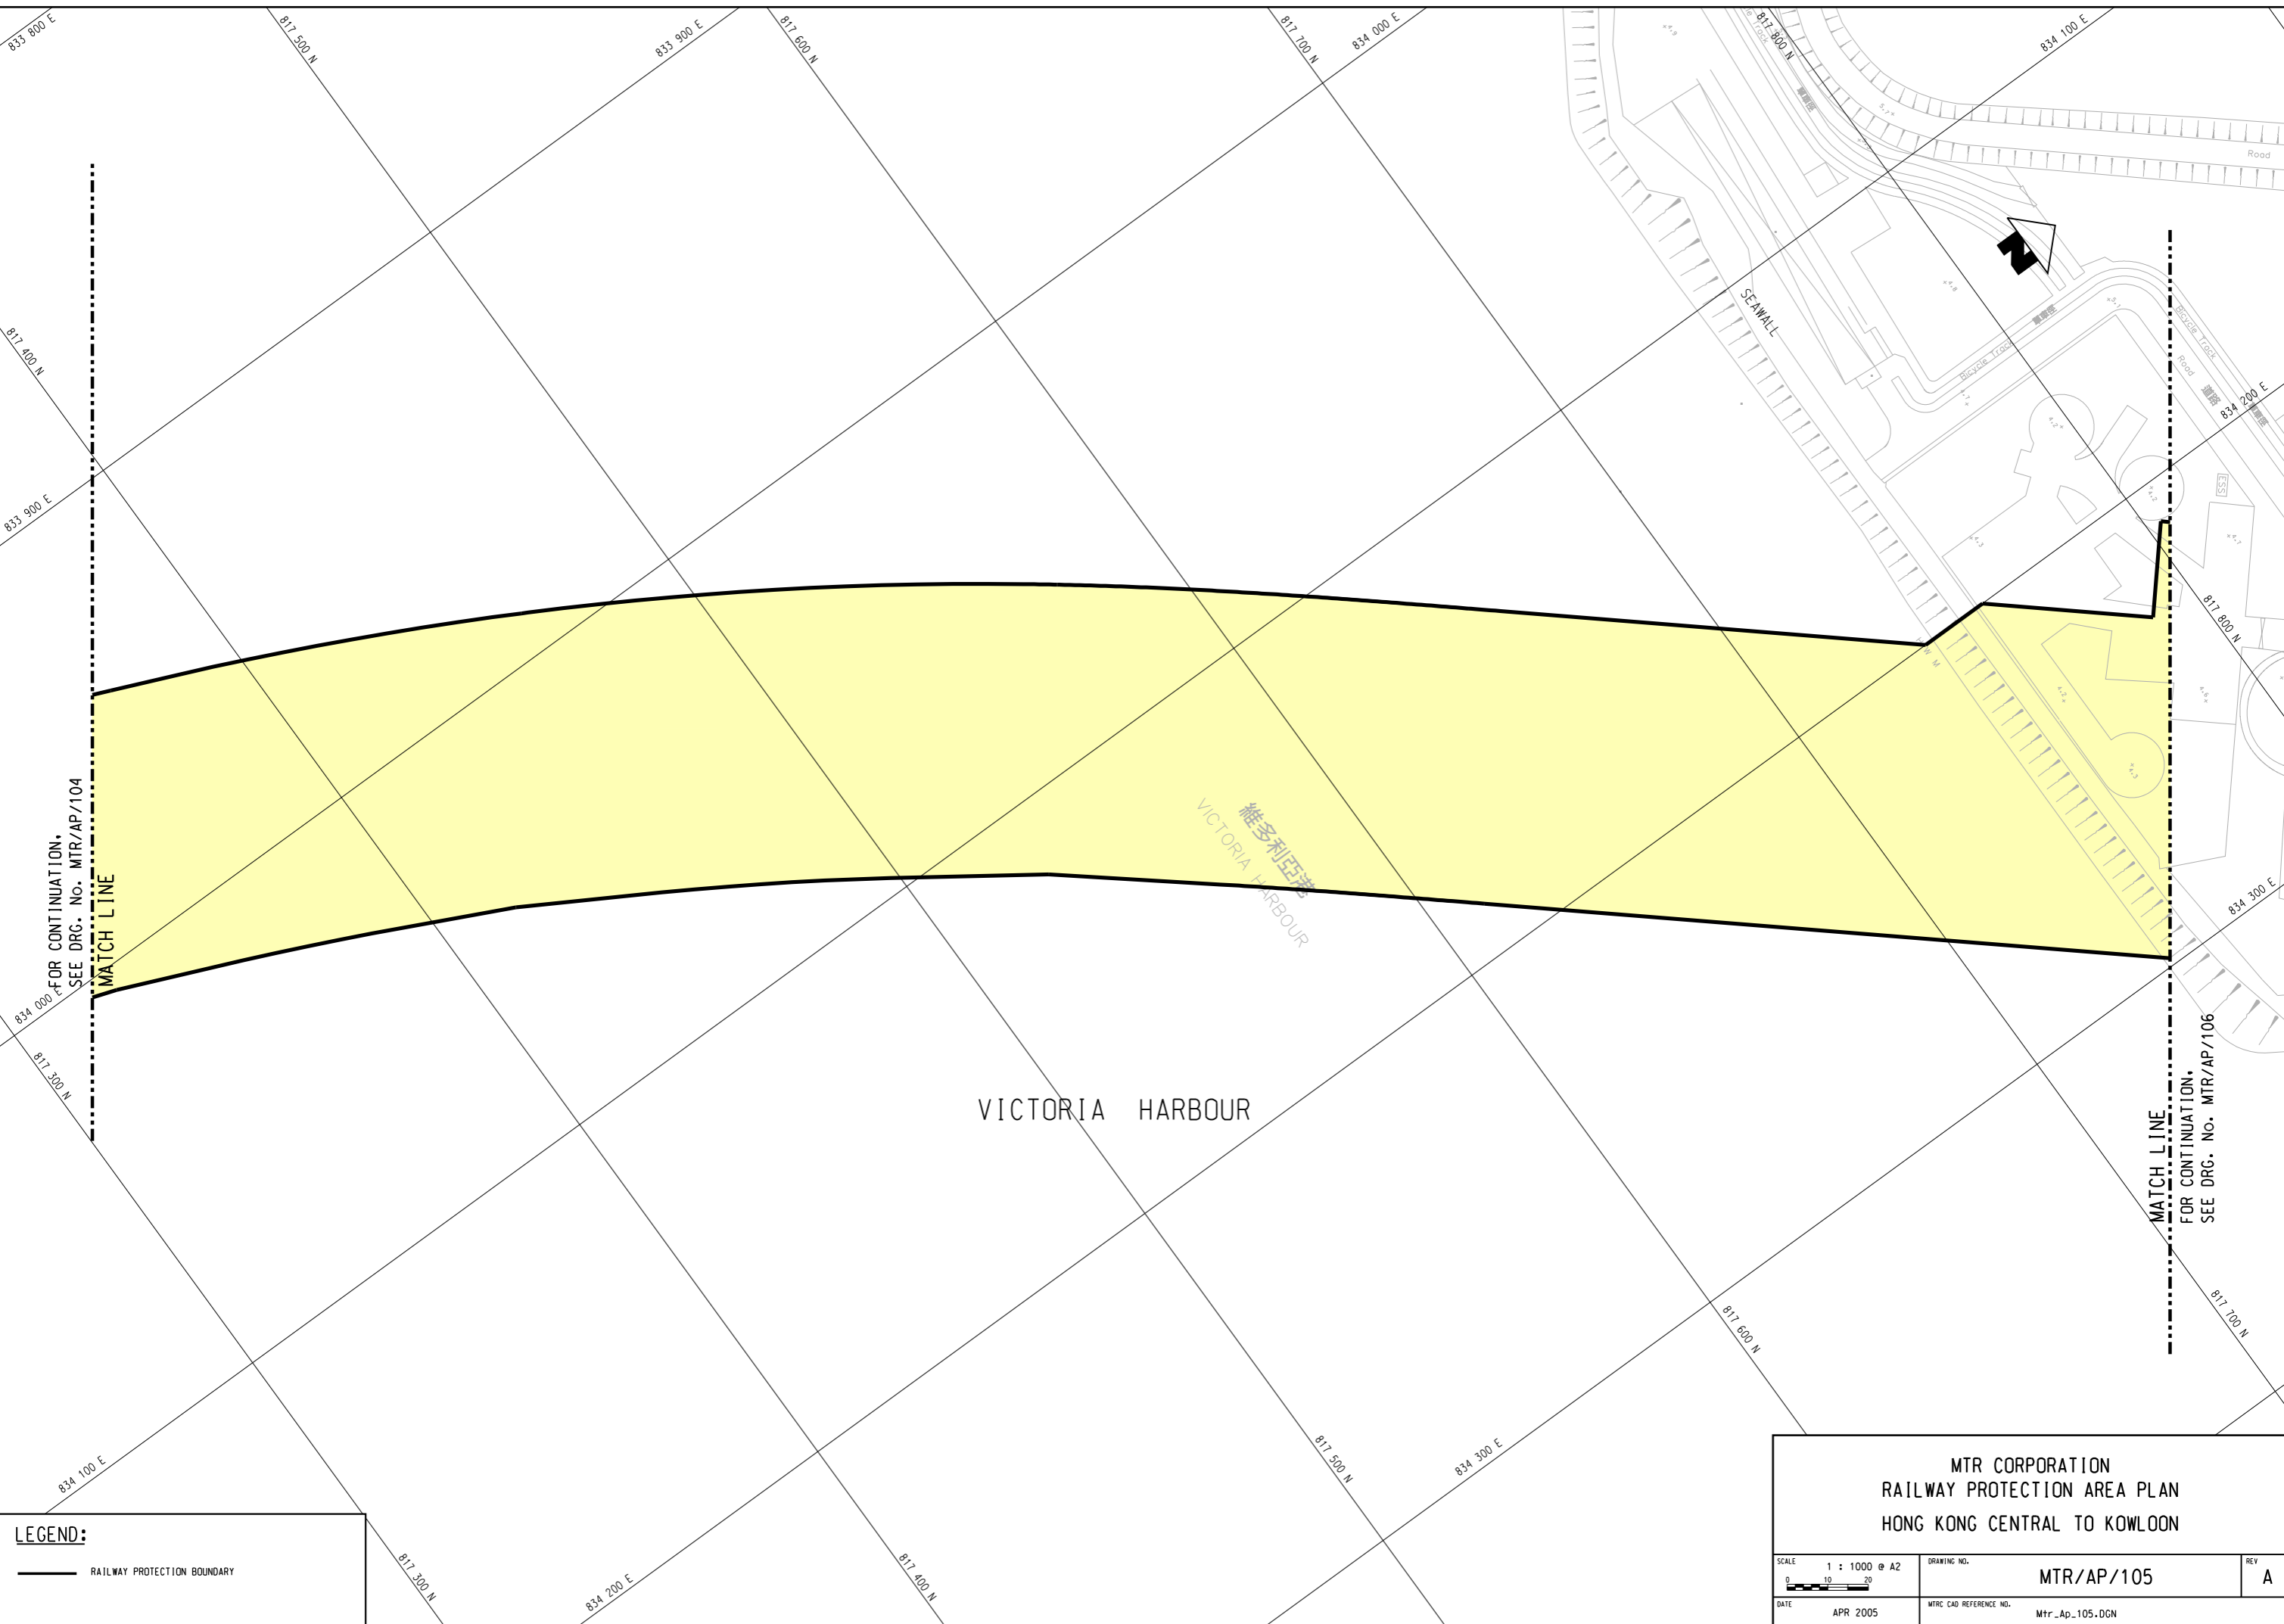 833 800 E
817 500 N
833 900 E
817 600 N
817 700 N
834 000 E
817 800 N
834 100 E
Road
N
817 400 N
SEAWALL
Bicycle Track
Bicycle Track
Road
道路
834 200 E
833 900 E
ESS
817 800 N
FOR CONTINUATION,
SEE DRG. No. MTR/AP/104
MATCH LINE
維多利亞港
VICTORIA HARBOUR
834 300 E
834 000 E
817 300 N
VICTORIA HARBOUR
MATCH LINE
FOR CONTINUATION,
SEE DRG. No. MTR/AP/106
817 700 N
817 600 N
817 500 N
834 300 E
834 100 E
817 300 N
817 400 N
834 200 E
LEGEND:
RAILWAY PROTECTION BOUNDARY
MTR CORPORATION
RAILWAY PROTECTION AREA PLAN
HONG KONG CENTRAL TO KOWLOON
SCALE 1 : 1000 @ A2
0 10 20
DRAWING NO. MTR/AP/105
REV A
DATE APR 2005
MTRC CAD REFERENCE NO. Mtr_Ap_105.DGN